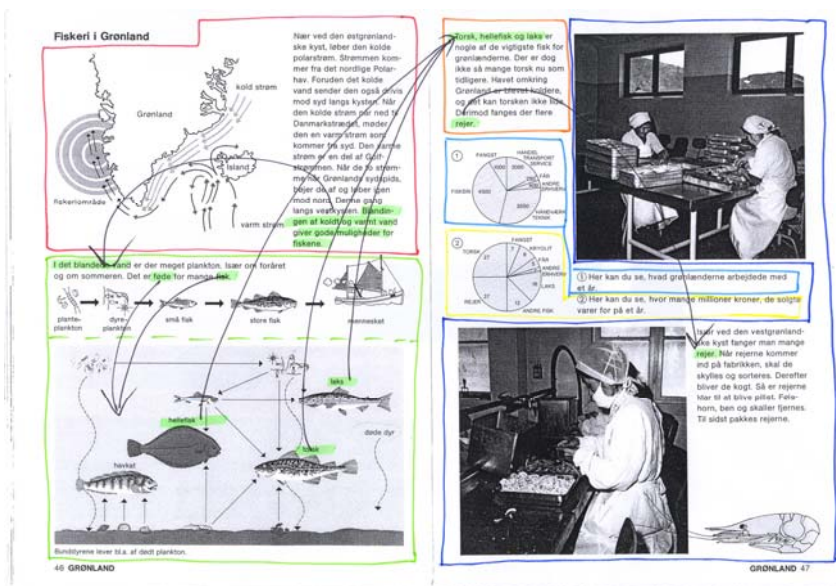 Fiskeri i Grønland
Nær ved den østgrønland-
ske kyst, løber den kolde
polarstrøm. Strømmen kom-
mer fra det nordlige Polar-
hav. Foruden det kolde
vand sender den også drivis
mod syd langs kysten. Når
den kolde strøm når ned til
Danmarkstrædet, møder
den en varm strøm som
kommer fra syd. Den varme
strøm er en del af Golf-
strømmen. Når de to strøm-
me når Grønlands sydspids,
bøjer de af og løber igen
mod nord. Denne gang
langs vestkysten. Blandin-
gen af koldt og varmt vand
giver gode muligheder for
fiskene.
kold strøm
Grønland
Island
fiskeriområde
varm strøm
I det blandede vand er der meget plankton. Især om foråret
og om sommeren. Det er føde for mange fisk.
plante-
plankton
dyre-
plankton
små fisk
store fisk
mennesket
laks
hellefisk
torsk
døde dyr
havkat
Bunddyrene lever bl.a. af dødt plankton.
46 GRØNLAND
Torsk, hellefisk og laks er
nogle af de vigtigste fisk for
grønlænderne. Der er dog
ikke så mange torsk nu som
tidligere. Havet omkring
Grønland er blevet koldere,
og det kan torsken ikke lide.
Derimod fanges der flere
rejer.
1
FANGST
HANDEL
TRANSPORT
SERVICE
FÅR
ANDRE
ERHVERV
FISKERI
HÅNDVÆRK
TEKNIK
2
FANGST
TORSK
KRYOLIT
FÅR
ANDRE
ERHVERV
LAKS
REJER
ANDRE FISK
27
27
1 Her kan du se, hvad grønlænderne arbejdede med
et år.
2 Her kan du se, hvor mange millioner kroner, de solgte
varer for på et år.
Især ved den vestgrønland-
ske kyst fanger man mange
rejer. Når rejerne kommer
ind på fabrikken, skal de
skylles og sorteres. Derefter
bliver de kogt. Så er rejerne
klar til at blive pillet. Føle-
horn, ben og skaller fjernes.
Til sidst pakkes rejerne.
GRØNLAND 47